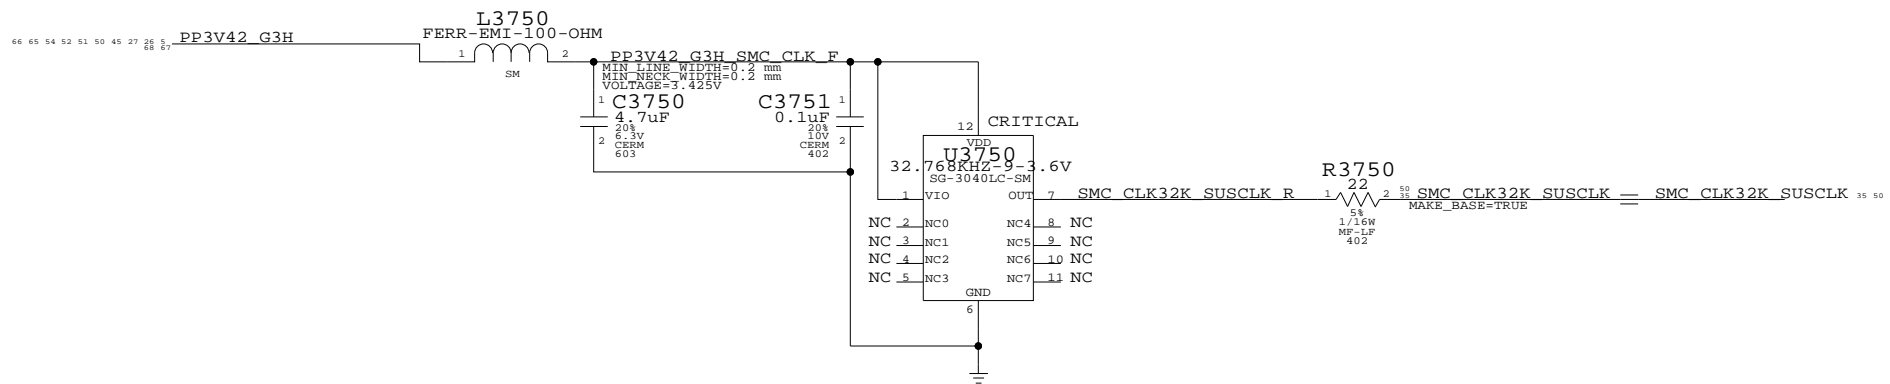 L3750
FERR-EMI-100-OHM
66 65 54 52 51 50 45 27 26 5
68 67
PP3V42_G3H
1
2
SM
PP3V42_G3H_SMC_CLK_F
MIN_LINE_WIDTH=0.2 mm
MIN_NECK_WIDTH=0.2 mm
VOLTAGE=3.425V
1
C3750
4.7uF
20%
6.3V
CERM
603
2
C3751
0.1uF
20%
10V
CERM
402
1
2
12
CRITICAL
VDD
U3750
32.768KHZ-9-3.6V
SG-3040LC-SM
1
VIO
OUT
7
SMC_CLK32K_SUSCLK_R
R3750
22
1
2
5%
1/16W
MF-LF
402
50
35
SMC_CLK32K_SUSCLK
MAKE_BASE=TRUE
SMC_CLK32K_SUSCLK
35 50
NC 2 NC0
NC4 8 NC
NC 3 NC1
NC5 9 NC
NC 4 NC2
NC6 10 NC
NC 5 NC3
NC7 11 NC
GND
6